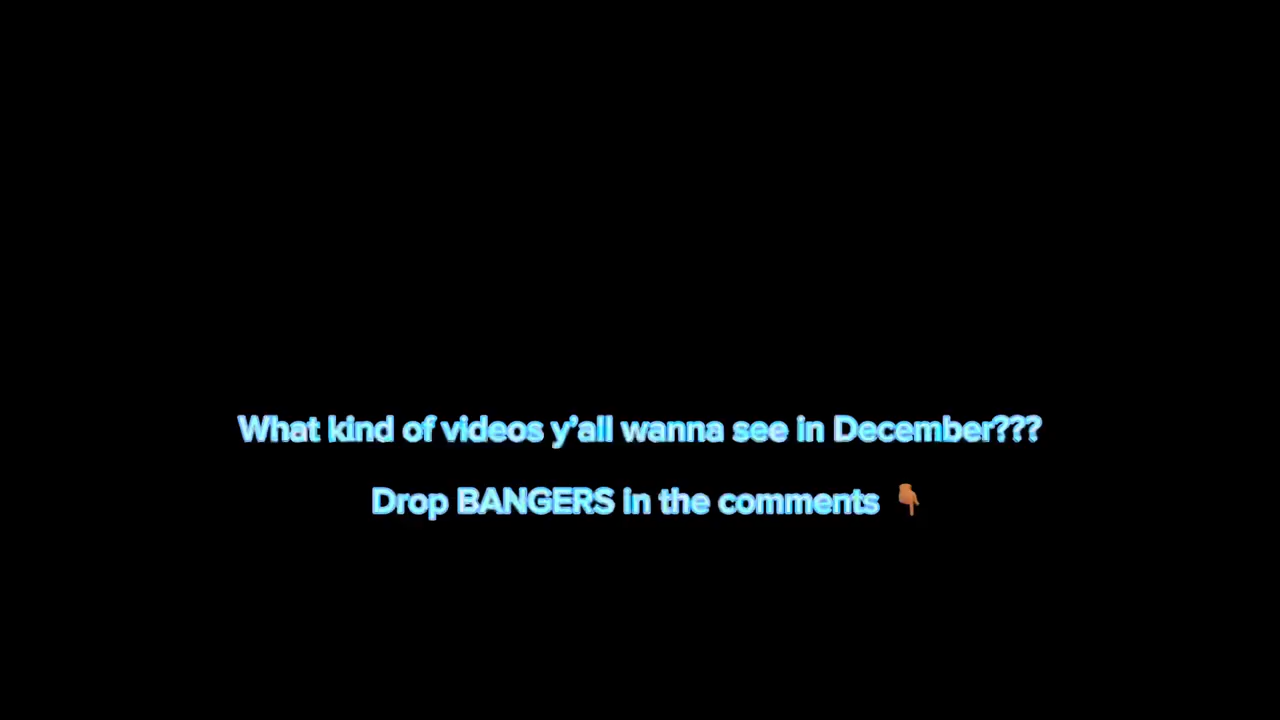 What kind of videos y’all wanna see in December???
Drop BANGERS in the comments 👇🏾